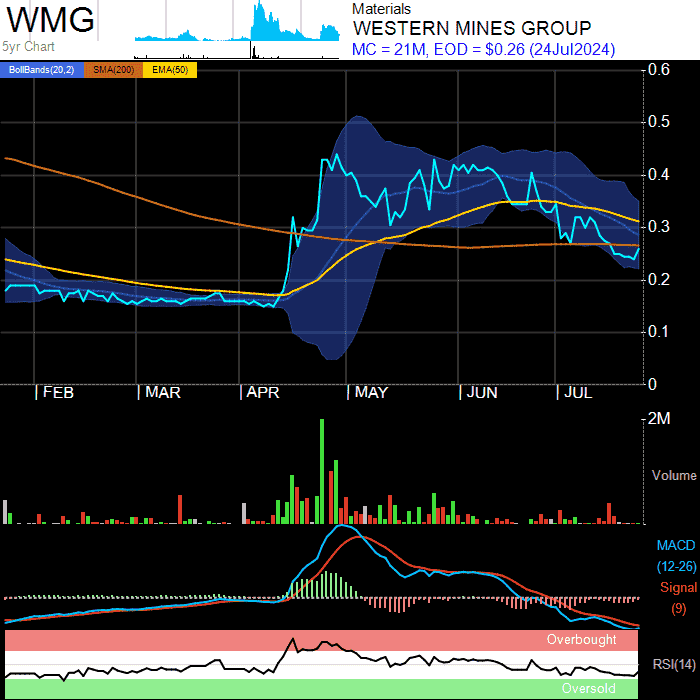 WMG
5yr Chart
Materials
WESTERN MINES GROUP
MC = 21M, EOD = $0.26 (24Jul2024)
BollBands(20,2) SMA(200) EMA(50)
0.6
0.5
0.4
0.3
0.2
0.1
0
FEB MAR APR MAY JUN JUL
2M
Volume
MACD
(12-26)
Signal
(9)
Overbought
RSI(14)
Oversold